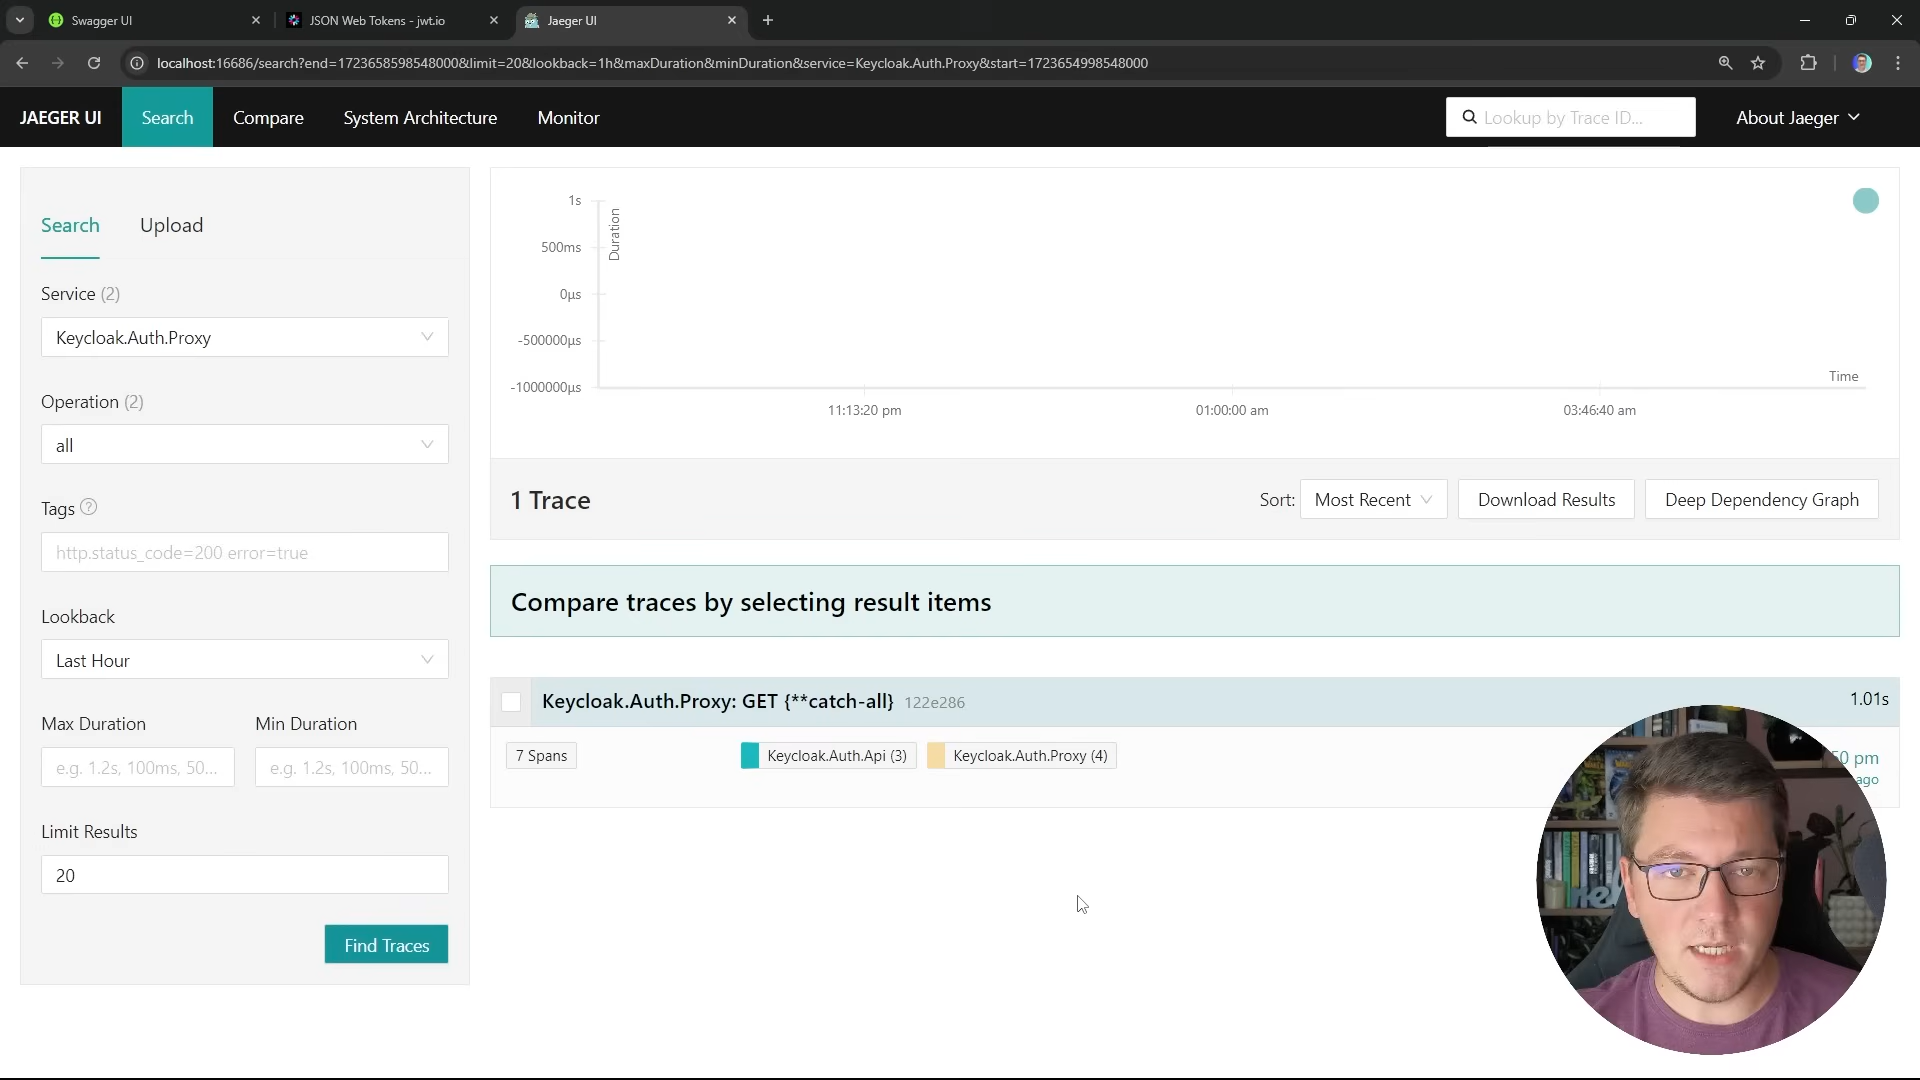 Swagger UI
JSON Web Tokens - jwt.io
Jaeger UI
localhost:16686/search?end=1723658598548000&limit=20&lookback=1h&maxDuration&minDuration&service=Keycloak.Auth.Proxy&start=1723654998548000
JAEGER UI
Search
Compare
System Architecture
Monitor
Lookup by Trace ID...
About Jaeger
Search
Upload
Service (2)
Keycloak.Auth.Proxy
Operation (2)
all
Tags
http.status_code=200 error=true
Lookback
Last Hour
Max Duration
Min Duration
e.g. 1.2s, 100ms, 50...
e.g. 1.2s, 100ms, 50...
Limit Results
20
Find Traces
1s
500ms
0µs
-500000µs
-1000000µs
Duration
Time
11:13:20 pm
01:00:00 am
03:46:40 am
1 Trace
Sort:
Most Recent
Download Results
Deep Dependency Graph
Compare traces by selecting result items
Keycloak.Auth.Proxy: GET {**catch-all} 122e286
1.01s
7 Spans
Keycloak.Auth.Api (3)
Keycloak.Auth.Proxy (4)
pm
ago